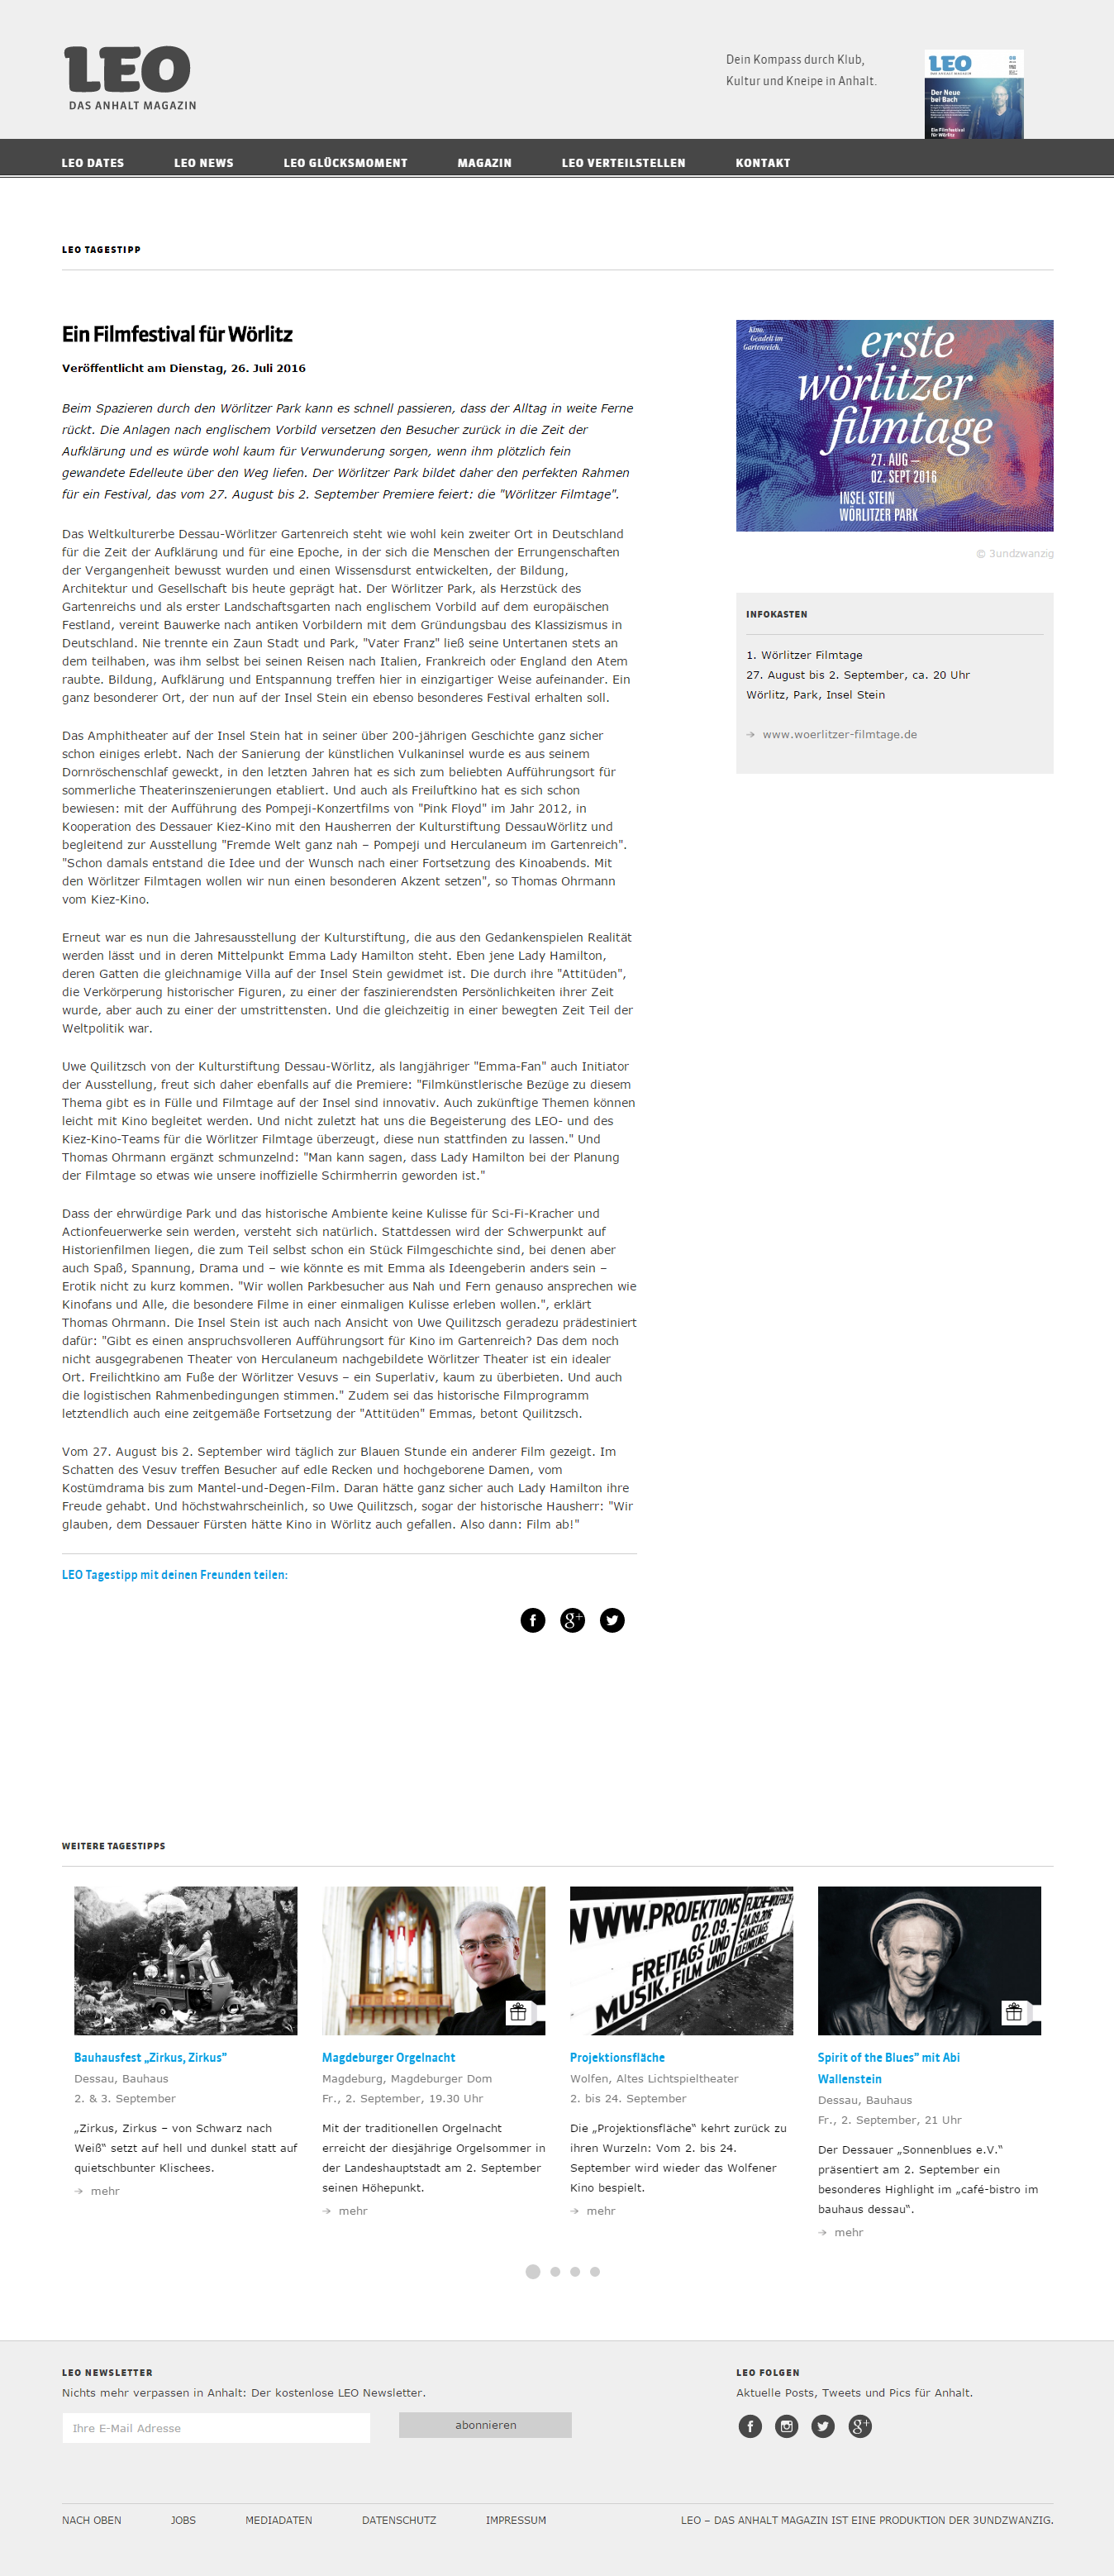 LEO
DAS ANHALT MAGAZIN
Dein Kompass durch Klub,
Kultur und Kneipe in Anhalt.
LEO
DAS ANHALT MAGAZIN
Der Neue
bei Bach
Ein Filmfestival
für Wörlitz
LEO DATES
LEO NEWS
LEO GLÜCKSMOMENT
MAGAZIN
LEO VERTEILSTELLEN
KONTAKT
LEO TAGESTIPP
Ein Filmfestival für Wörlitz
Veröffentlicht am Dienstag, 26. Juli 2016
Beim Spazieren durch den Wörlitzer Park kann es schnell passieren, dass der Alltag in weite Ferne
rückt. Die Anlagen nach englischem Vorbild versetzen den Besucher zurück in die Zeit der
Aufklärung und es würde wohl kaum für Verwunderung sorgen, wenn ihm plötzlich fein
gewandete Edelleute über den Weg liefen. Der Wörlitzer Park bildet daher den perfekten Rahmen
für ein Festival, das vom 27. August bis 2. September Premiere feiert: die "Wörlitzer Filmtage".
Das Weltkulturerbe Dessau-Wörlitzer Gartenreich steht wie wohl kein zweiter Ort in Deutschland
für die Zeit der Aufklärung und für eine Epoche, in der sich die Menschen der Errungenschaften
der Vergangenheit bewusst wurden und einen Wissensdurst entwickelten, der Bildung,
Architektur und Gesellschaft bis heute geprägt hat. Der Wörlitzer Park, als Herzstück des
Gartenreichs und als erster Landschaftsgarten nach englischem Vorbild auf dem europäischen
Festland, vereint Bauwerke nach antiken Vorbildern mit dem Gründungsbau des Klassizismus in
Deutschland. Nie trennte ein Zaun Stadt und Park, "Vater Franz" ließ seine Untertanen stets an
dem teilhaben, was ihm selbst bei seinen Reisen nach Italien, Frankreich oder England den Atem
raubte. Bildung, Aufklärung und Entspannung treffen hier in einzigartiger Weise aufeinander. Ein
ganz besonderer Ort, der nun auf der Insel Stein ein ebenso besonderes Festival erhalten soll.
Das Amphitheater auf der Insel Stein hat in seiner über 200-jährigen Geschichte ganz sicher
schon einiges erlebt. Nach der Sanierung der künstlichen Vulkaninsel wurde es aus seinem
Dornröschenschlaf geweckt, in den letzten Jahren hat es sich zum beliebten Aufführungsort für
sommerliche Theaterinszenierungen etabliert. Und auch als Freiluftkino hat es sich schon
bewiesen: mit der Aufführung des Pompeji-Konzertfilms von "Pink Floyd" im Jahr 2012, in
Kooperation des Dessauer Kiez-Kino mit den Hausherren der Kulturstiftung DessauWörlitz und
begleitend zur Ausstellung "Fremde Welt ganz nah – Pompeji und Herculaneum im Gartenreich".
"Schon damals entstand die Idee und der Wunsch nach einer Fortsetzung des Kinoabends. Mit
den Wörlitzer Filmtagen wollen wir nun einen besonderen Akzent setzen", so Thomas Ohrmann
vom Kiez-Kino.
Erneut war es nun die Jahresausstellung der Kulturstiftung, die aus den Gedankenspielen Realität
werden lässt und in deren Mittelpunkt Emma Lady Hamilton steht. Eben jene Lady Hamilton,
deren Gatten die gleichnamige Villa auf der Insel Stein gewidmet ist. Die durch ihre "Attitüden",
die Verkörperung historischer Figuren, zu einer der faszinierendsten Persönlichkeiten ihrer Zeit
wurde, aber auch zu einer der umstrittensten. Und die gleichzeitig in einer bewegten Zeit Teil der
Weltpolitik war.
Uwe Quilitzsch von der Kulturstiftung Dessau-Wörlitz, als langjähriger "Emma-Fan" auch Initiator
der Ausstellung, freut sich daher ebenfalls auf die Premiere: "Filmkünstlerische Bezüge zu diesem
Thema gibt es in Fülle und Filmtage auf der Insel sind innovativ. Auch zukünftige Themen können
leicht mit Kino begleitet werden. Und nicht zuletzt hat uns die Begeisterung des LEO- und des
Kiez-Kino-Teams für die Wörlitzer Filmtage überzeugt, diese nun stattfinden zu lassen." Und
Thomas Ohrmann ergänzt schmunzelnd: "Man kann sagen, dass Lady Hamilton bei der Planung
der Filmtage so etwas wie unsere inoffizielle Schirmherrin geworden ist."
Dass der ehrwürdige Park und das historische Ambiente keine Kulisse für Sci-Fi-Kracher und
Actionfeuerwerke sein werden, versteht sich natürlich. Stattdessen wird der Schwerpunkt auf
Historienfilmen liegen, die zum Teil selbst schon ein Stück Filmgeschichte sind, bei denen aber
auch Spaß, Spannung, Drama und – wie könnte es mit Emma als Ideengeberin anders sein –
Erotik nicht zu kurz kommen. "Wir wollen Parkbesucher aus Nah und Fern genauso ansprechen wie
Kinofans und Alle, die besondere Filme in einer einmaligen Kulisse erleben wollen.", erklärt
Thomas Ohrmann. Die Insel Stein ist auch nach Ansicht von Uwe Quilitzsch geradezu prädestiniert
dafür: "Gibt es einen anspruchsvolleren Aufführungsort für Kino im Gartenreich? Das dem noch
nicht ausgegrabenen Theater von Herculaneum nachgebildete Wörlitzer Theater ist ein idealer
Ort. Freilichtkino am Fuße der Wörlitzer Vesuvs – ein Superlativ, kaum zu überbieten. Und auch
die logistischen Rahmenbedingungen stimmen." Zudem sei das historische Filmprogramm
letztendlich auch eine zeitgemäße Fortsetzung der "Attitüden" Emmas, betont Quilitzsch.
Vom 27. August bis 2. September wird täglich zur Blauen Stunde ein anderer Film gezeigt. Im
Schatten des Vesuv treffen Besucher auf edle Recken und hochgeborene Damen, vom
Kostümdrama bis zum Mantel-und-Degen-Film. Daran hätte ganz sicher auch Lady Hamilton ihre
Freude gehabt. Und höchstwahrscheinlich, so Uwe Quilitzsch, sogar der historische Hausherr: "Wir
glauben, dem Dessauer Fürsten hätte Kino in Wörlitz auch gefallen. Also dann: Film ab!"
LEO Tagestipp mit deinen Freunden teilen:
Kino.
Geadelt im
Gartenreich.
erste
wörlitzer
filmtage
27. AUG —
02. SEPT 2016
INSEL STEIN
WÖRLITZER PARK
© 3undzwanzig
INFOKASTEN
1. Wörlitzer Filmtage
27. August bis 2. September, ca. 20 Uhr
Wörlitz, Park, Insel Stein
→ www.woerlitzer-filmtage.de
WEITERE TAGESTIPPS
Bauhausfest „Zirkus, Zirkus"
Dessau, Bauhaus
2. & 3. September
„Zirkus, Zirkus – von Schwarz nach
Weiß“ setzt auf hell und dunkel statt auf
quietschbunter Klischees.
→ mehr
Magdeburger Orgelnacht
Magdeburg, Magdeburger Dom
Fr., 2. September, 19.30 Uhr
Mit der traditionellen Orgelnacht
erreicht der diesjährige Orgelsommer in
der Landeshauptstadt am 2. September
seinen Höhepunkt.
→ mehr
WWW.PROJEKTIONS
02.09.-
24.09.2016
FREITAGS UND
SAMSTAGS
MUSIK, FILM UND
KLEINKUNST
Projektionsfläche
Wolfen, Altes Lichtspieltheater
2. bis 24. September
Die „Projektionsfläche“ kehrt zurück zu
ihren Wurzeln: Vom 2. bis 24.
September wird wieder das Wolfener
Kino bespielt.
→ mehr
Spirit of the Blues" mit Abi
Wallenstein
Dessau, Bauhaus
Fr., 2. September, 21 Uhr
Der Dessauer „Sonnenblues e.V.“
präsentiert am 2. September ein
besonderes Highlight im „café-bistro im
bauhaus dessau“.
→ mehr
LEO NEWSLETTER
Nichts mehr verpassen in Anhalt: Der kostenlose LEO Newsletter.
Ihre E-Mail Adresse
abonnieren
LEO FOLGEN
Aktuelle Posts, Tweets und Pics für Anhalt.
NACH OBEN
JOBS
MEDIADATEN
DATENSCHUTZ
IMPRESSUM
LEO – DAS ANHALT MAGAZIN IST EINE PRODUKTION DER 3UNDZWANZIG.